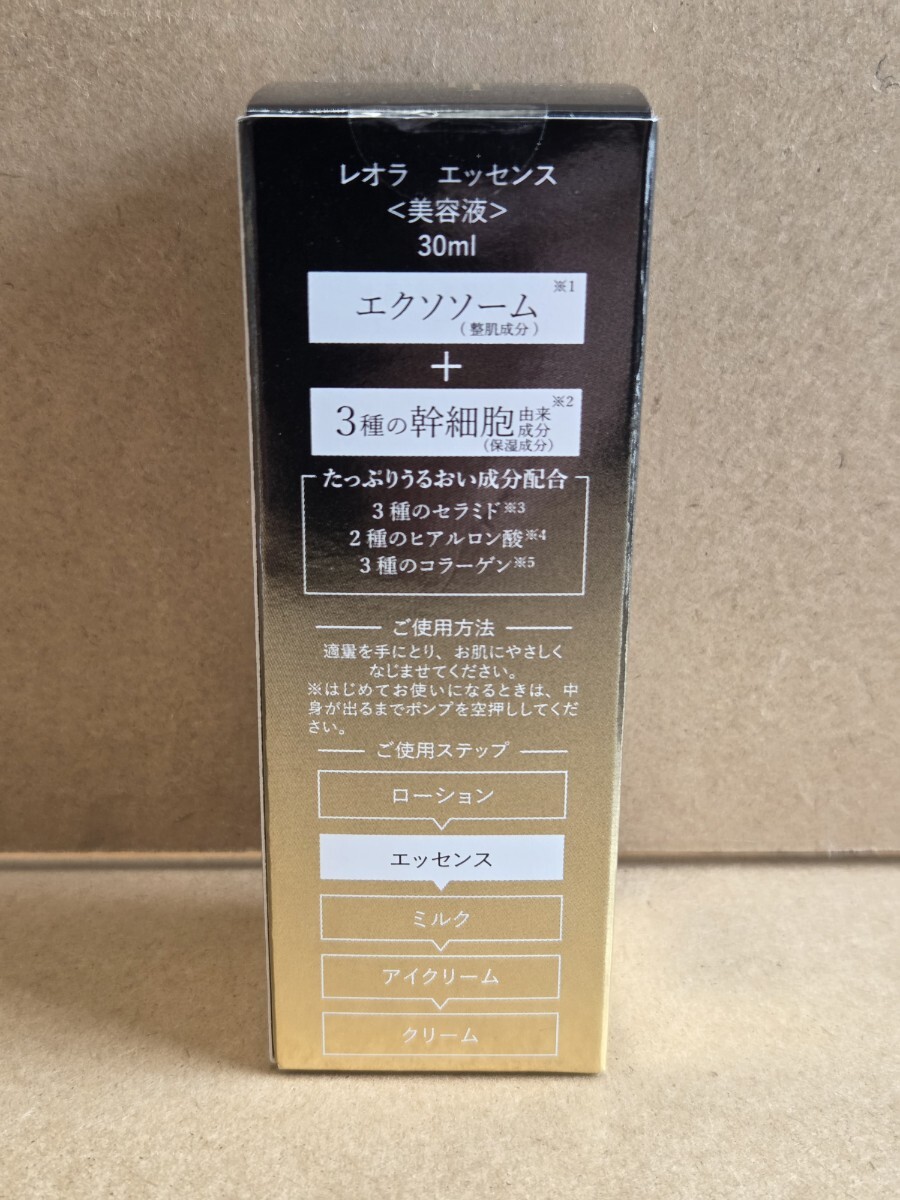 レオラ　エッセンス
＜美容液＞
30ml
エクソソーム※1
（整肌成分）
＋
3種の幹細胞由来成分※2
（保湿成分）
たっぷりうるおい成分配合
3種のセラミド※3
2種のヒアルロン酸※4
3種のコラーゲン※5
ご使用方法
適量を手にとり、お肌にやさしく
なじませてください。
※はじめてお使いになるときは、中
身が出るまでポンプを空押ししてくだ
さい。
ご使用ステップ
ローション
エッセンス
ミルク
アイクリーム
クリーム